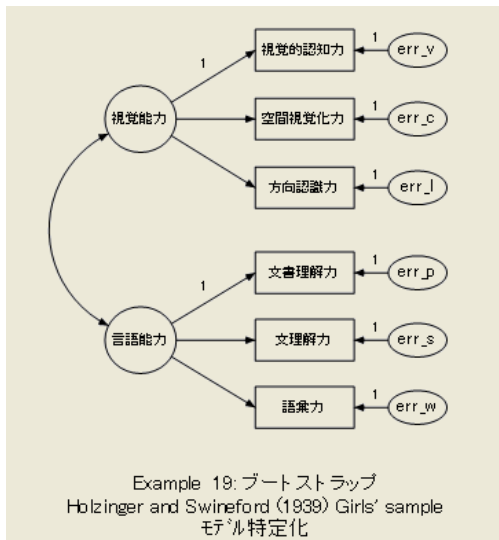 視覚的認知力
1
err_v
1
視覚能力
空間視覚化力
1
err_c
方向認識力
1
err_l
文書理解力
1
err_p
1
言語能力
文理解力
1
err_s
語彙力
1
err_w
Example 19: ブートストラップ
Holzinger and Swineford (1939) Girls' sample
モデル特定化